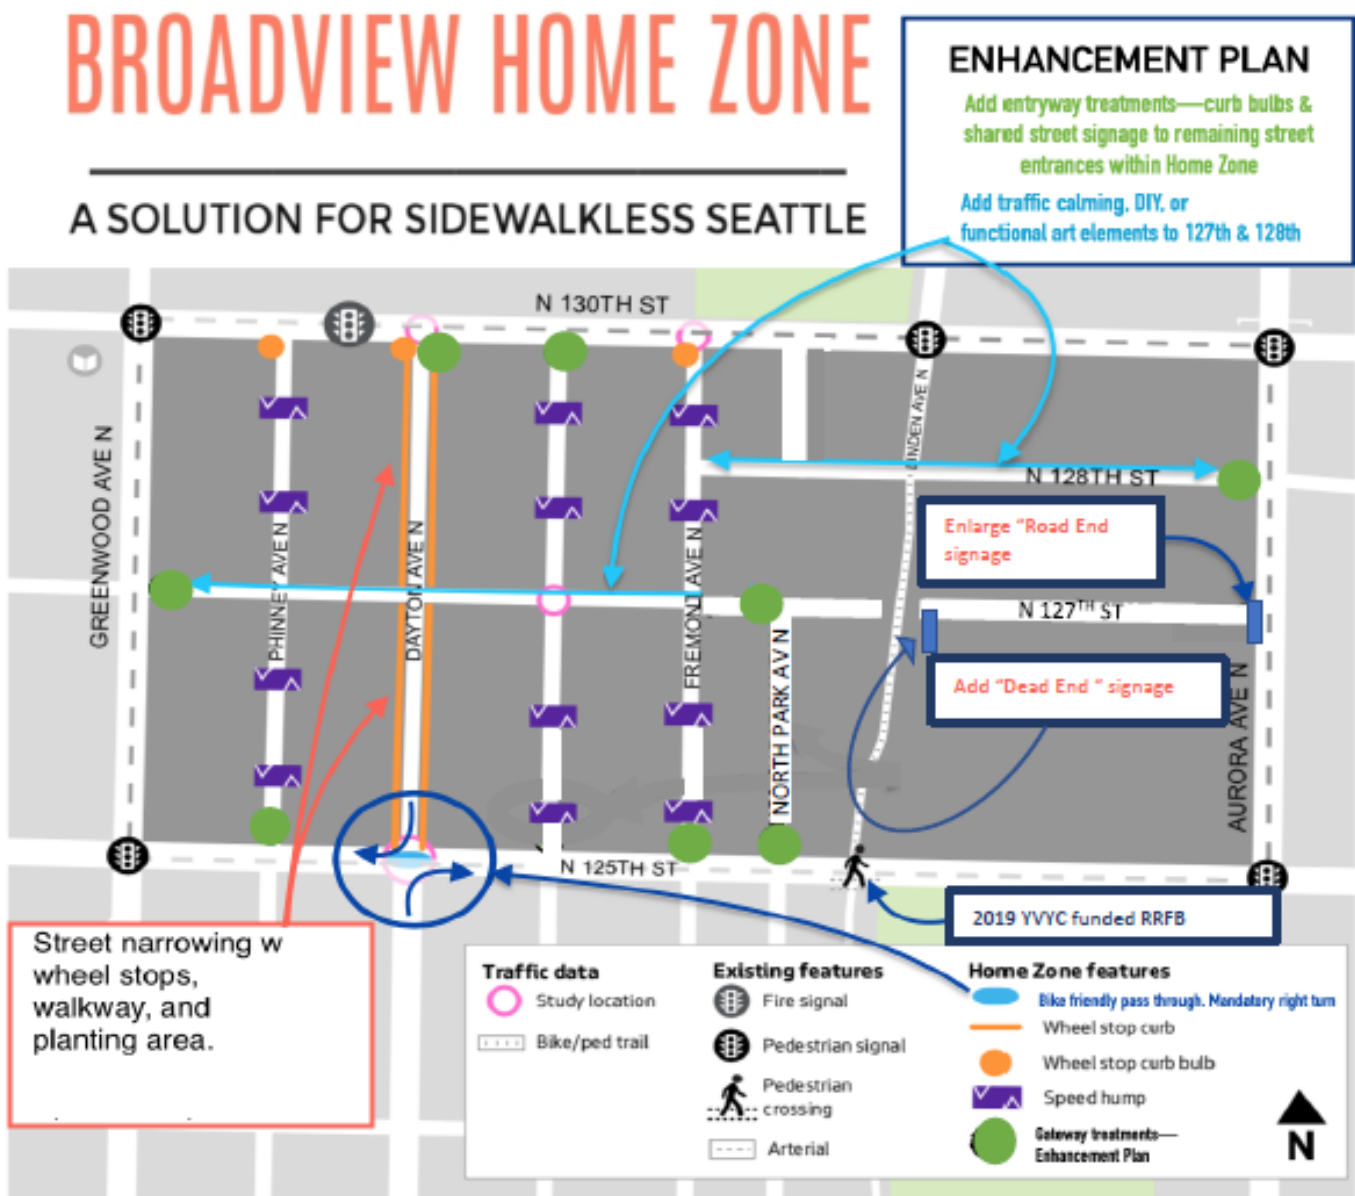 BROADVIEW HOME ZONE
A SOLUTION FOR SIDEWALKLESS SEATTLE
ENHANCEMENT PLAN
Add entryway treatments—curb bulbs &
shared street signage to remaining street
entrances within Home Zone
Add traffic calming, DIY, or
functional art elements to 127th & 128th
N 130TH ST
GREENWOOD AVE N
PHINNEY AVE N
DAYTON AVE N
FREMONT AVE N
LINDEN AVE N
N 128TH ST
Enlarge "Road End
signage
N 127TH ST
NORTH PARK AV N
Add "Dead End " signage
AURORA AVE N
N 125TH ST
2019 YVYC funded RRFB
Street narrowing w
wheel stops,
walkway, and
planting area.
Traffic data
Study location
Bike/ped trail
Existing features
Fire signal
Pedestrian signal
Pedestrian
crossing
Arterial
Home Zone features
Bike friendly pass through. Mandatory right turn
Wheel stop curb
Wheel stop curb bulb
Speed hump
Gateway treatments—
Enhancement Plan
N